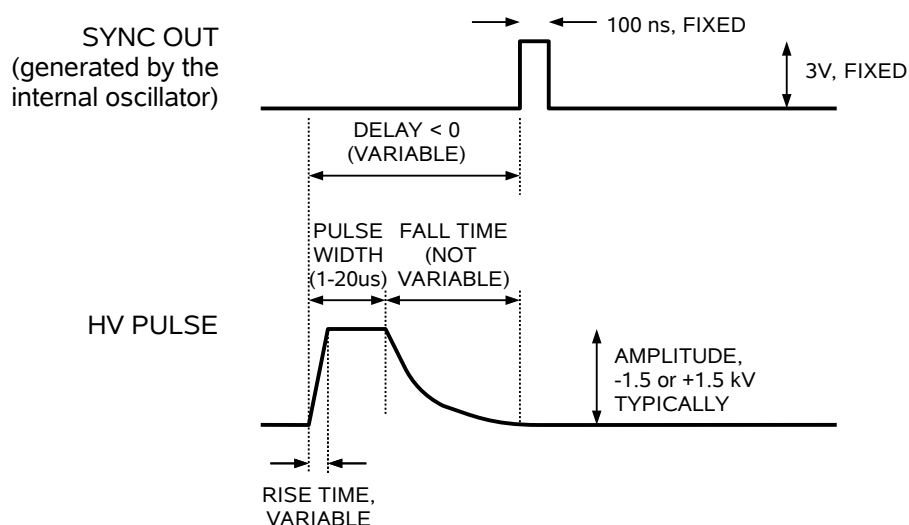 100 ns, FIXED
SYNC OUT
(generated by the
internal oscillator)
3V, FIXED
DELAY < 0
(VARIABLE)
PULSE
WIDTH
(1-20us)
FALL TIME
(NOT
VARIABLE)
HV PULSE
AMPLITUDE,
-1.5 or +1.5 kV
TYPICALLY
RISE TIME,
VARIABLE